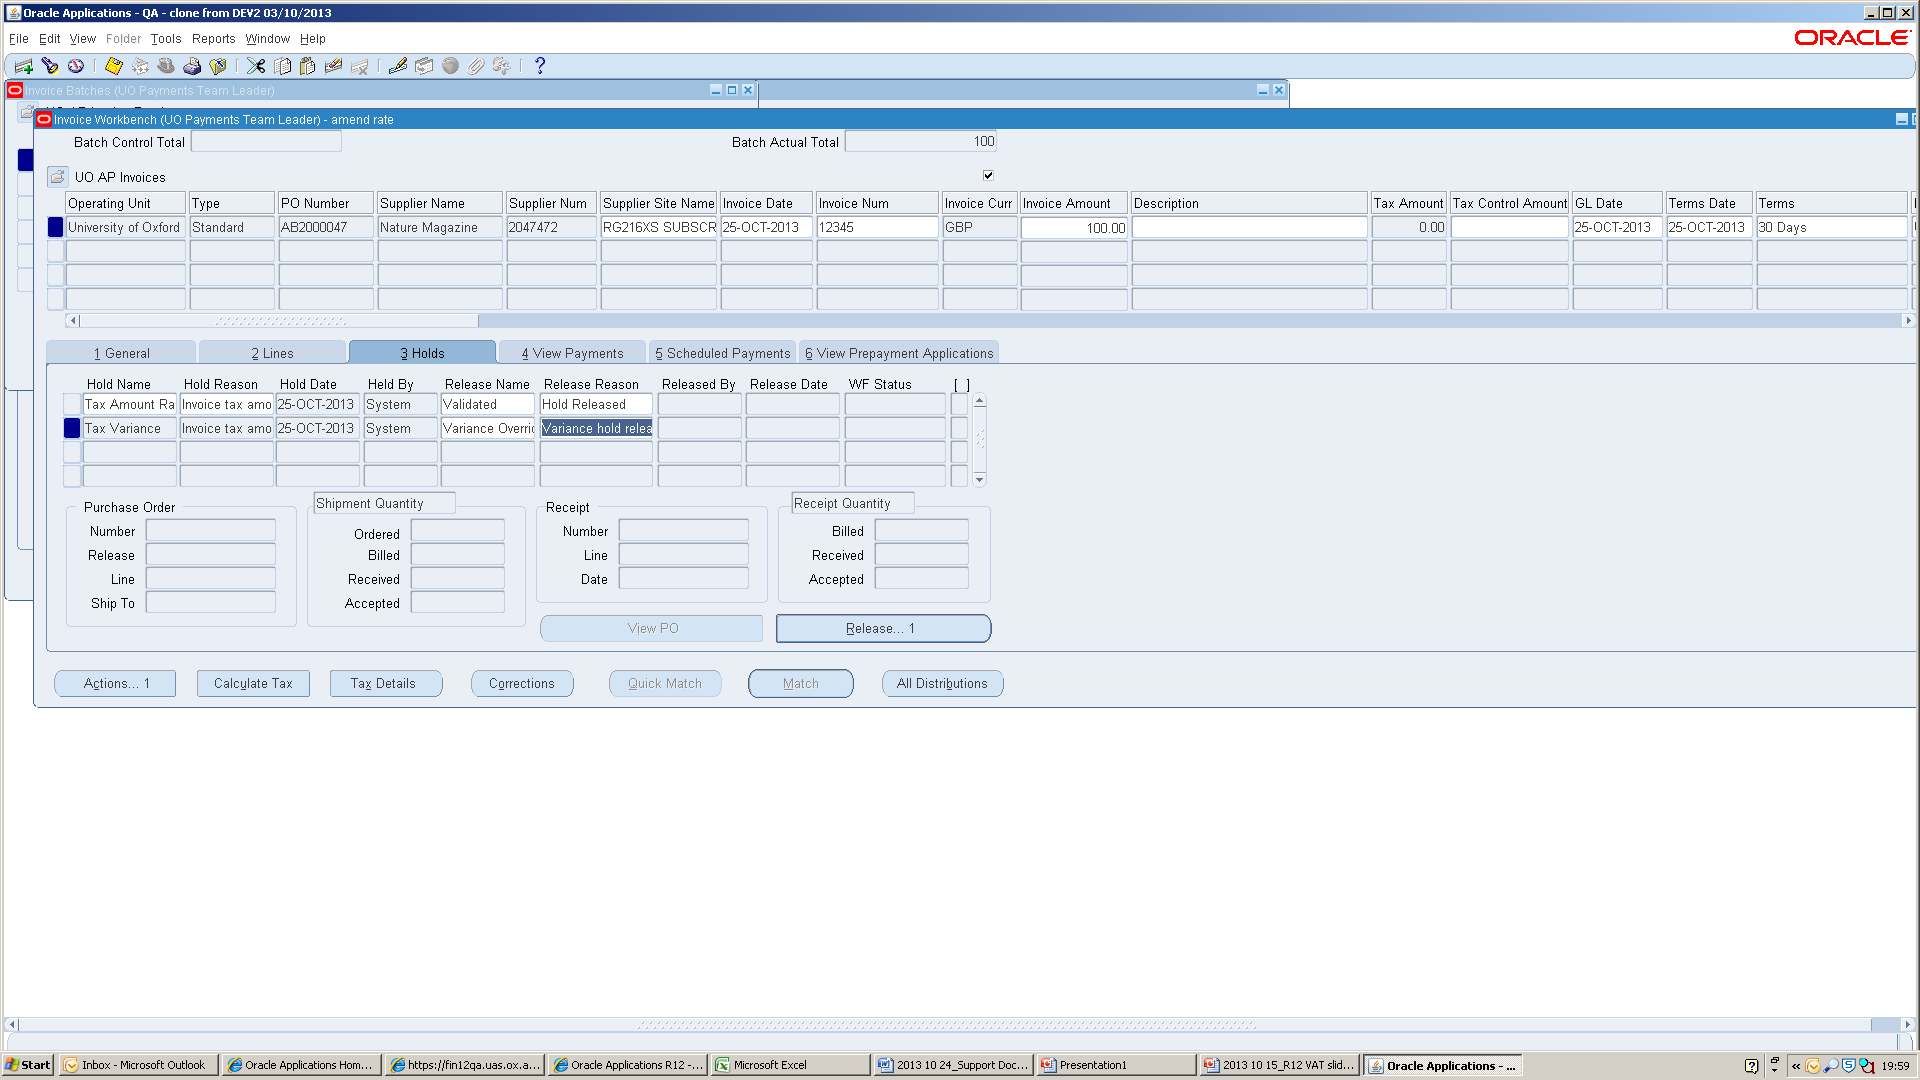 Oracle Applications - QA - clone from DEV2 03/10/2013
File Edit View Folder Tools Reports Window Help
ORACLE
Invoice Batches (UO Payments Team Leader)
Invoice Workbench (UO Payments Team Leader) - amend rate
Batch Control Total
Batch Actual Total 100
UO AP Invoices
Operating Unit Type PO Number Supplier Name Supplier Num Supplier Site Name Invoice Date Invoice Num Invoice Curr Invoice Amount Description Tax Amount Tax Control Amount GL Date Terms Date Terms
University of Oxford Standard AB2000047 Nature Magazine 2047472 RG216XS SUBSCR 25-OCT-2013 12345 GBP 100.00 0.00 25-OCT-2013 25-OCT-2013 30 Days
1 General 2 Lines 3 Holds 4 View Payments 5 Scheduled Payments 6 View Prepayment Applications
Hold Name Hold Reason Hold Date Held By Release Name Release Reason Released By Release Date WF Status [ ]
Tax Amount Ra Invoice tax amo 25-OCT-2013 System Validated Hold Released
Tax Variance Invoice tax amo 25-OCT-2013 System Variance Overri Variance hold relea
Purchase Order
Number
Release
Line
Ship To
Shipment Quantity
Ordered
Billed
Received
Accepted
Receipt
Number
Line
Date
Receipt Quantity
Billed
Received
Accepted
View PO Release... 1
Actions... 1 Calculate Tax Tax Details Corrections Quick Match Match All Distributions
Start Inbox - Microsoft Outlook Oracle Applications Hom... https://fin12qa.uas.ox.a... Oracle Applications R12 -... Microsoft Excel 2013 10 24_Support Doc... Presentation1 2013 10 15_R12 VAT slid... Oracle Applications - ... « 19:59